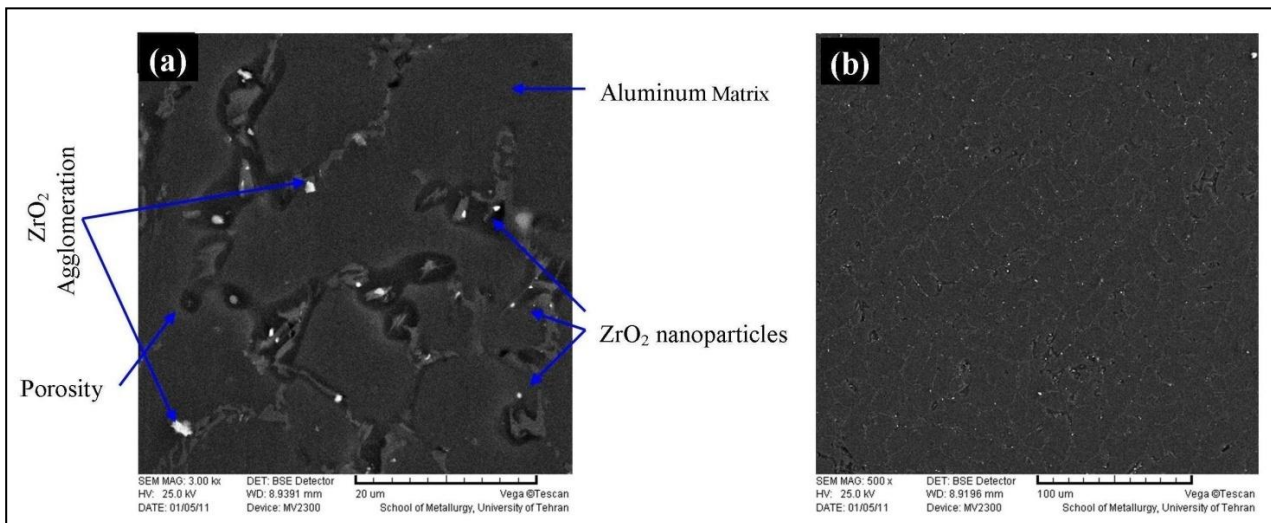 (a)
Aluminum Matrix
ZrO₂
Agglomeration
ZrO₂ nanoparticles
Porosity
SEM MAG: 3.00 kx DET: BSE Detector
HV: 25.0 kV WD: 8.9391 mm 20 um Vega ©Tescan
DATE: 01/05/11 Device: MV2300 School of Metallurgy, University of Tehran
(b)
SEM MAG: 500 x DET: BSE Detector
HV: 25.0 kV WD: 8.9196 mm 100 um Vega ©Tescan
DATE: 01/05/11 Device: MV2300 School of Metallurgy, University of Tehran